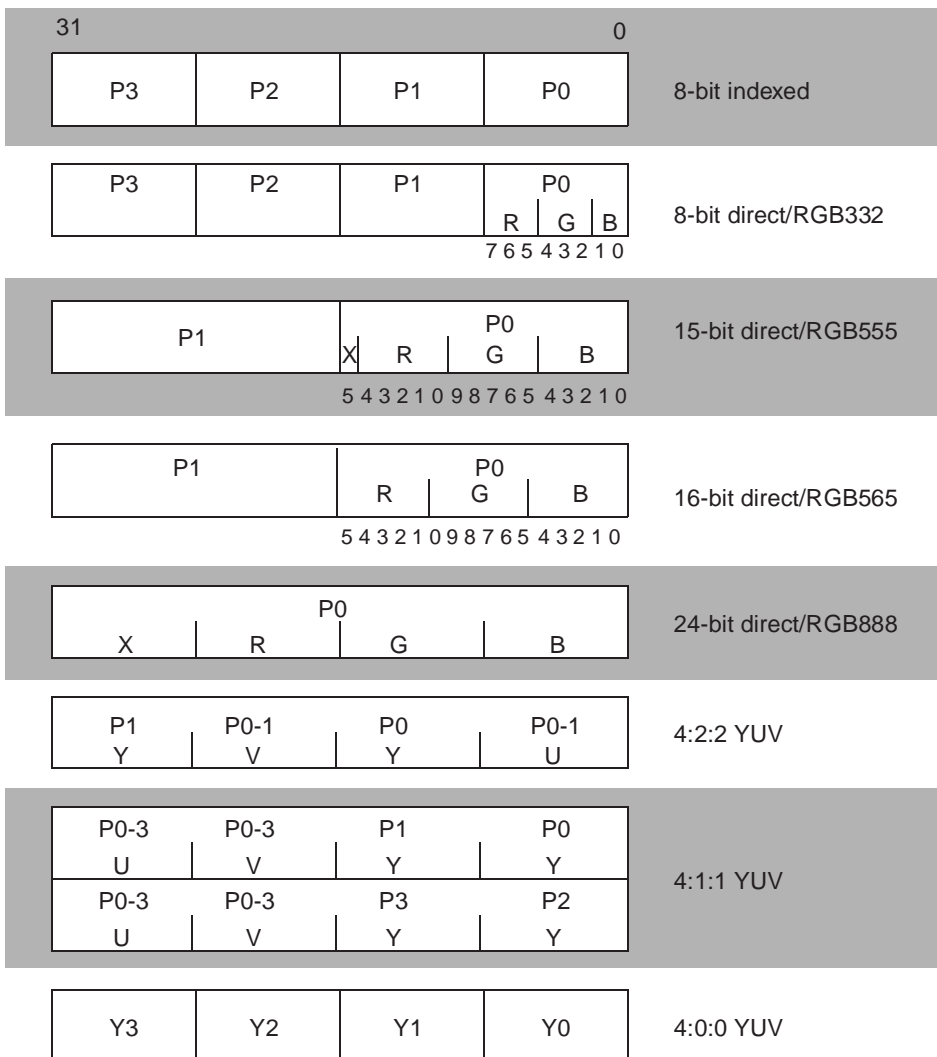 31 0
P3 P2 P1 P0 8-bit indexed
P3 P2 P1 P0
R G B 8-bit direct/RGB332
7 6 5 4 3 2 1 0
P1 P0 15-bit direct/RGB555
X R G B
5 4 3 2 1 0 9 8 7 6 5 4 3 2 1 0
P1 P0
R G B 16-bit direct/RGB565
5 4 3 2 1 0 9 8 7 6 5 4 3 2 1 0
P0 24-bit direct/RGB888
X R G B
P1 P0-1 P0 P0-1 4:2:2 YUV
Y V Y U
P0-3 P0-3 P1 P0
U V Y Y
4:1:1 YUV
P0-3 P0-3 P3 P2
U V Y Y
Y3 Y2 Y1 Y0 4:0:0 YUV